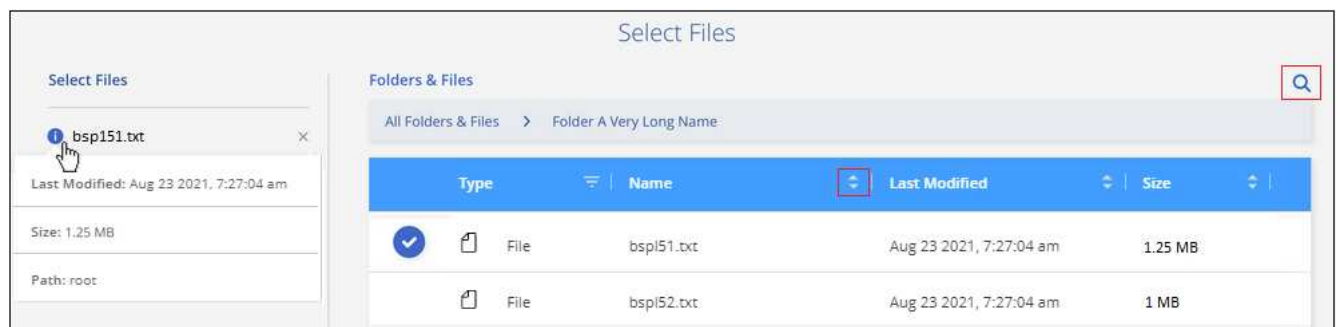 Select Files
Select Files
bsp151.txt
Last Modified: Aug 23 2021, 7:27:04 am
Size: 1.25 MB
Path: root
Folders & Files
All Folders & Files > Folder A Very Long Name
Type Name Last Modified Size
File bspl51.txt Aug 23 2021, 7:27:04 am 1.25 MB
File bspl52.txt Aug 23 2021, 7:27:04 am 1 MB